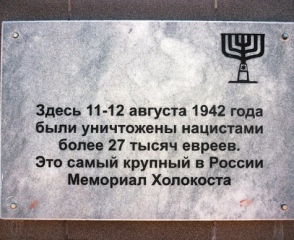 Здесь 11-12 августа 1942 года
были уничтожены нацистами
более 27 тысяч евреев.
Это самый крупный в России
Мемориал Холокоста